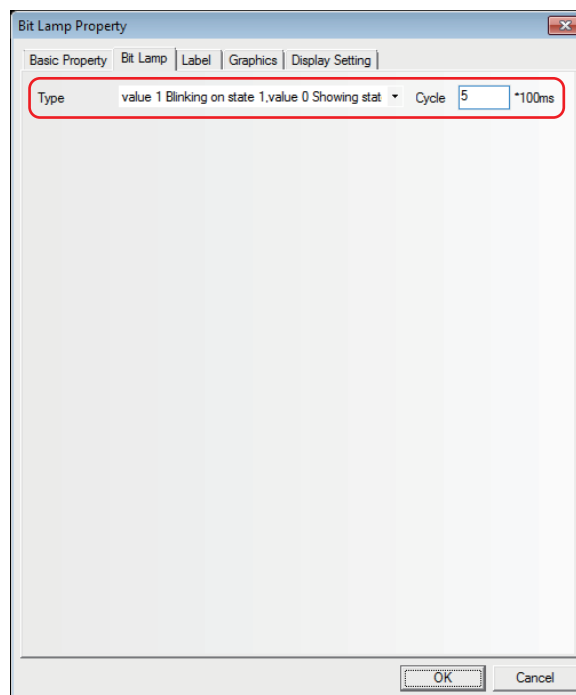 Bit Lamp Property
Basic Property Bit Lamp Label Graphics Display Setting
Type value 1 Blinking on state 1,value 0 Showing stat Cycle 5 *100ms
OK Cancel